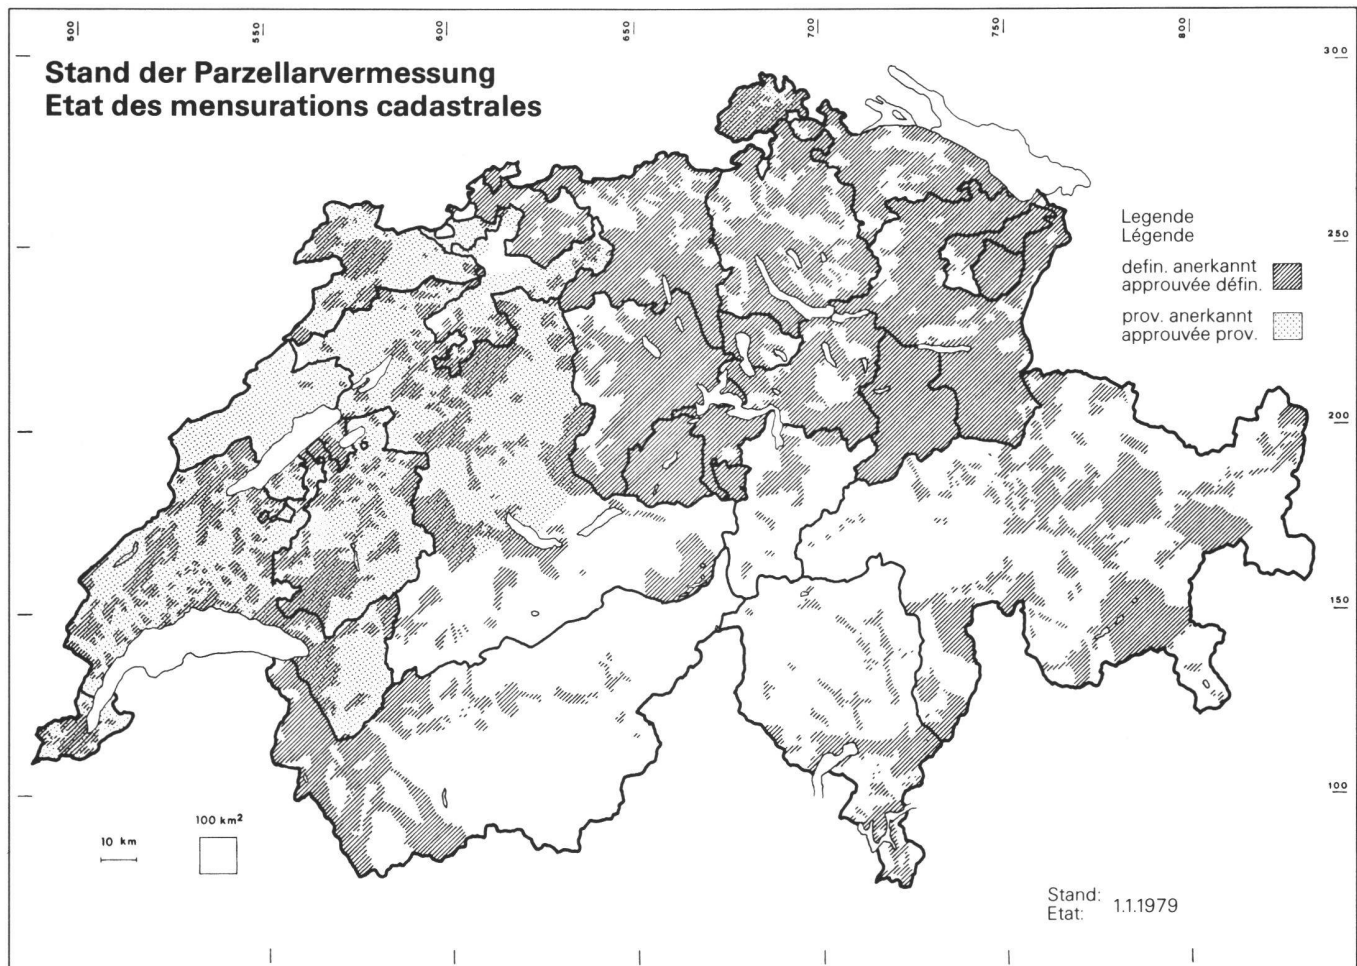 500 550 600 650 700 750 800
300
Stand der Parzellarvermessung
Etat des mensurations cadastrales
Legende
Légende
250
defin. anerkannt
approuvée défin.
prov. anerkannt
approuvée prov.
200
150
100
100 km²
10 km
Stand:
Etat:
1.1.1979